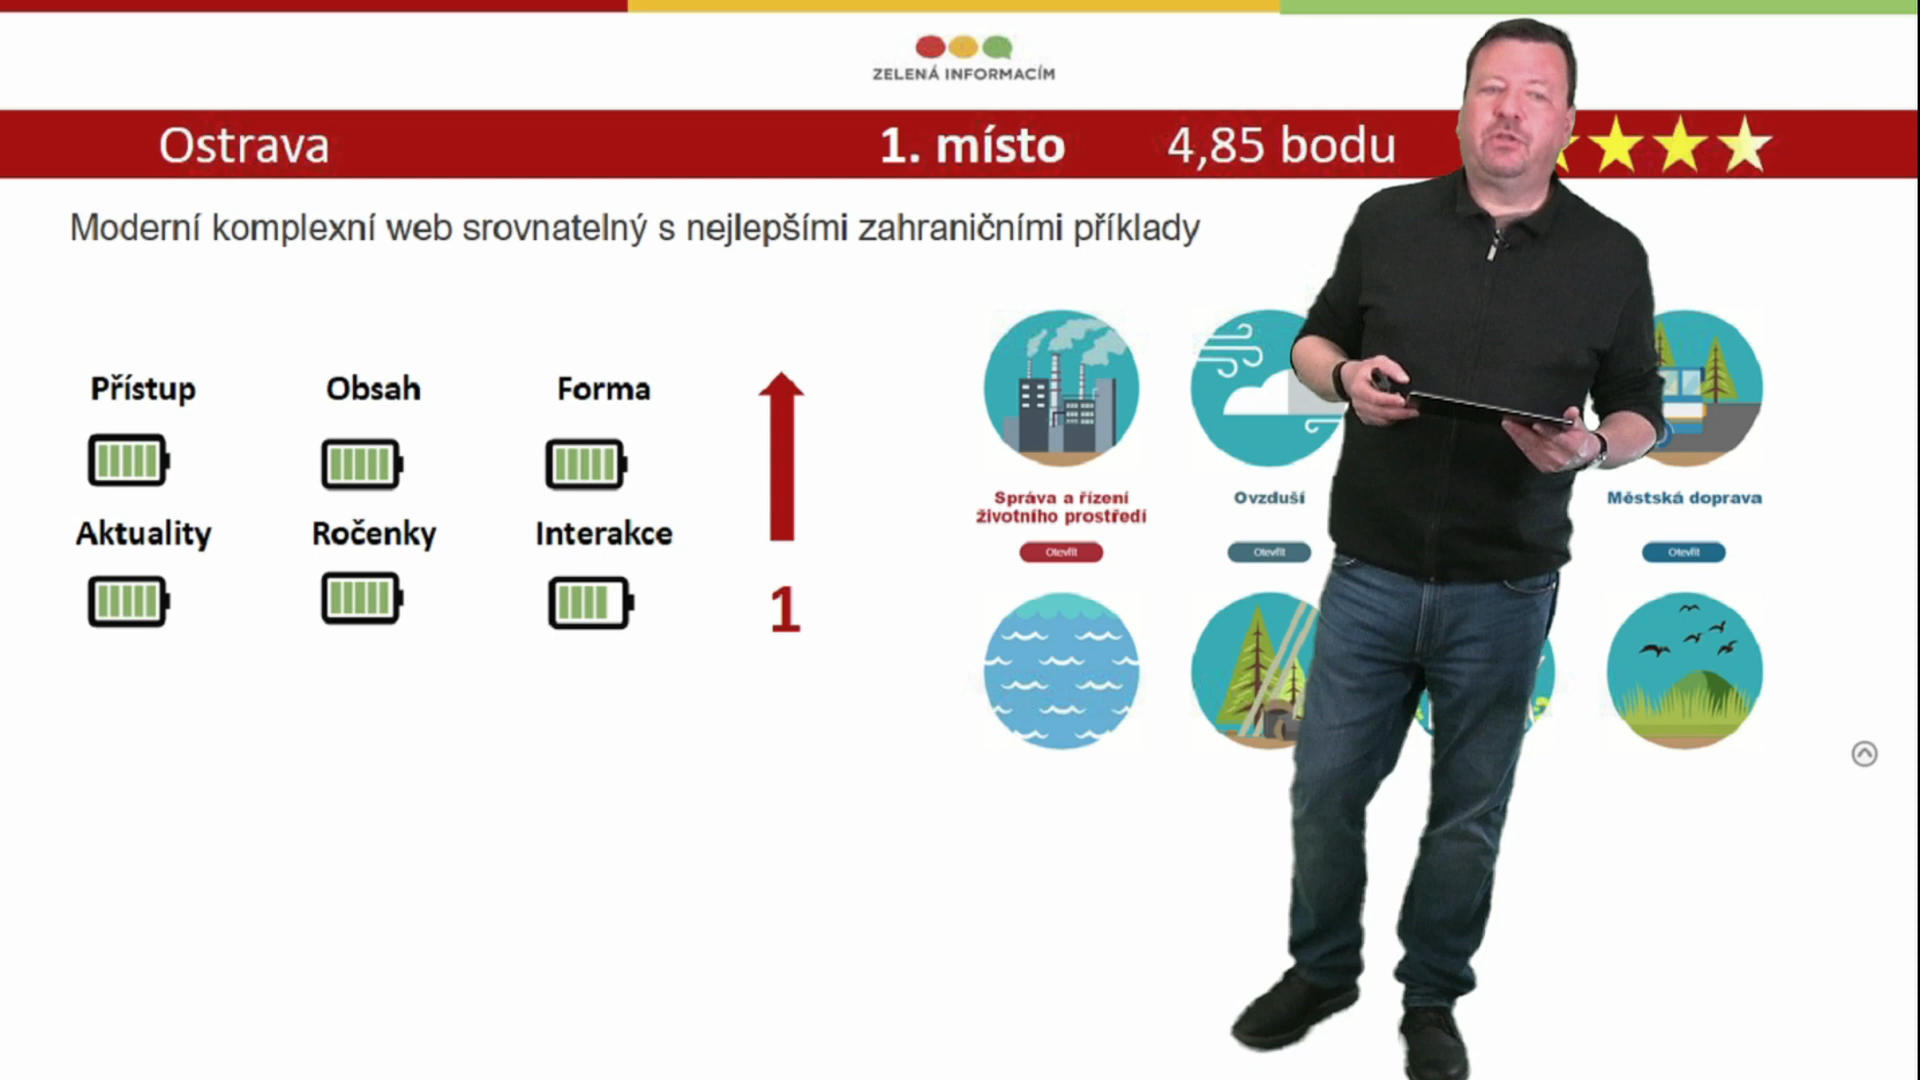 ZELENÁ INFORMACÍM
Ostrava 1. místo 4,85 bodu
Moderní komplexní web srovnatelný s nejlepšími zahraničními příklady
Přístup Obsah Forma
Aktuality Ročenky Interakce
1
Správa a řízení
životního prostředí
Ovzduší
Městská doprava
Otevřít Otevřít Otevřít